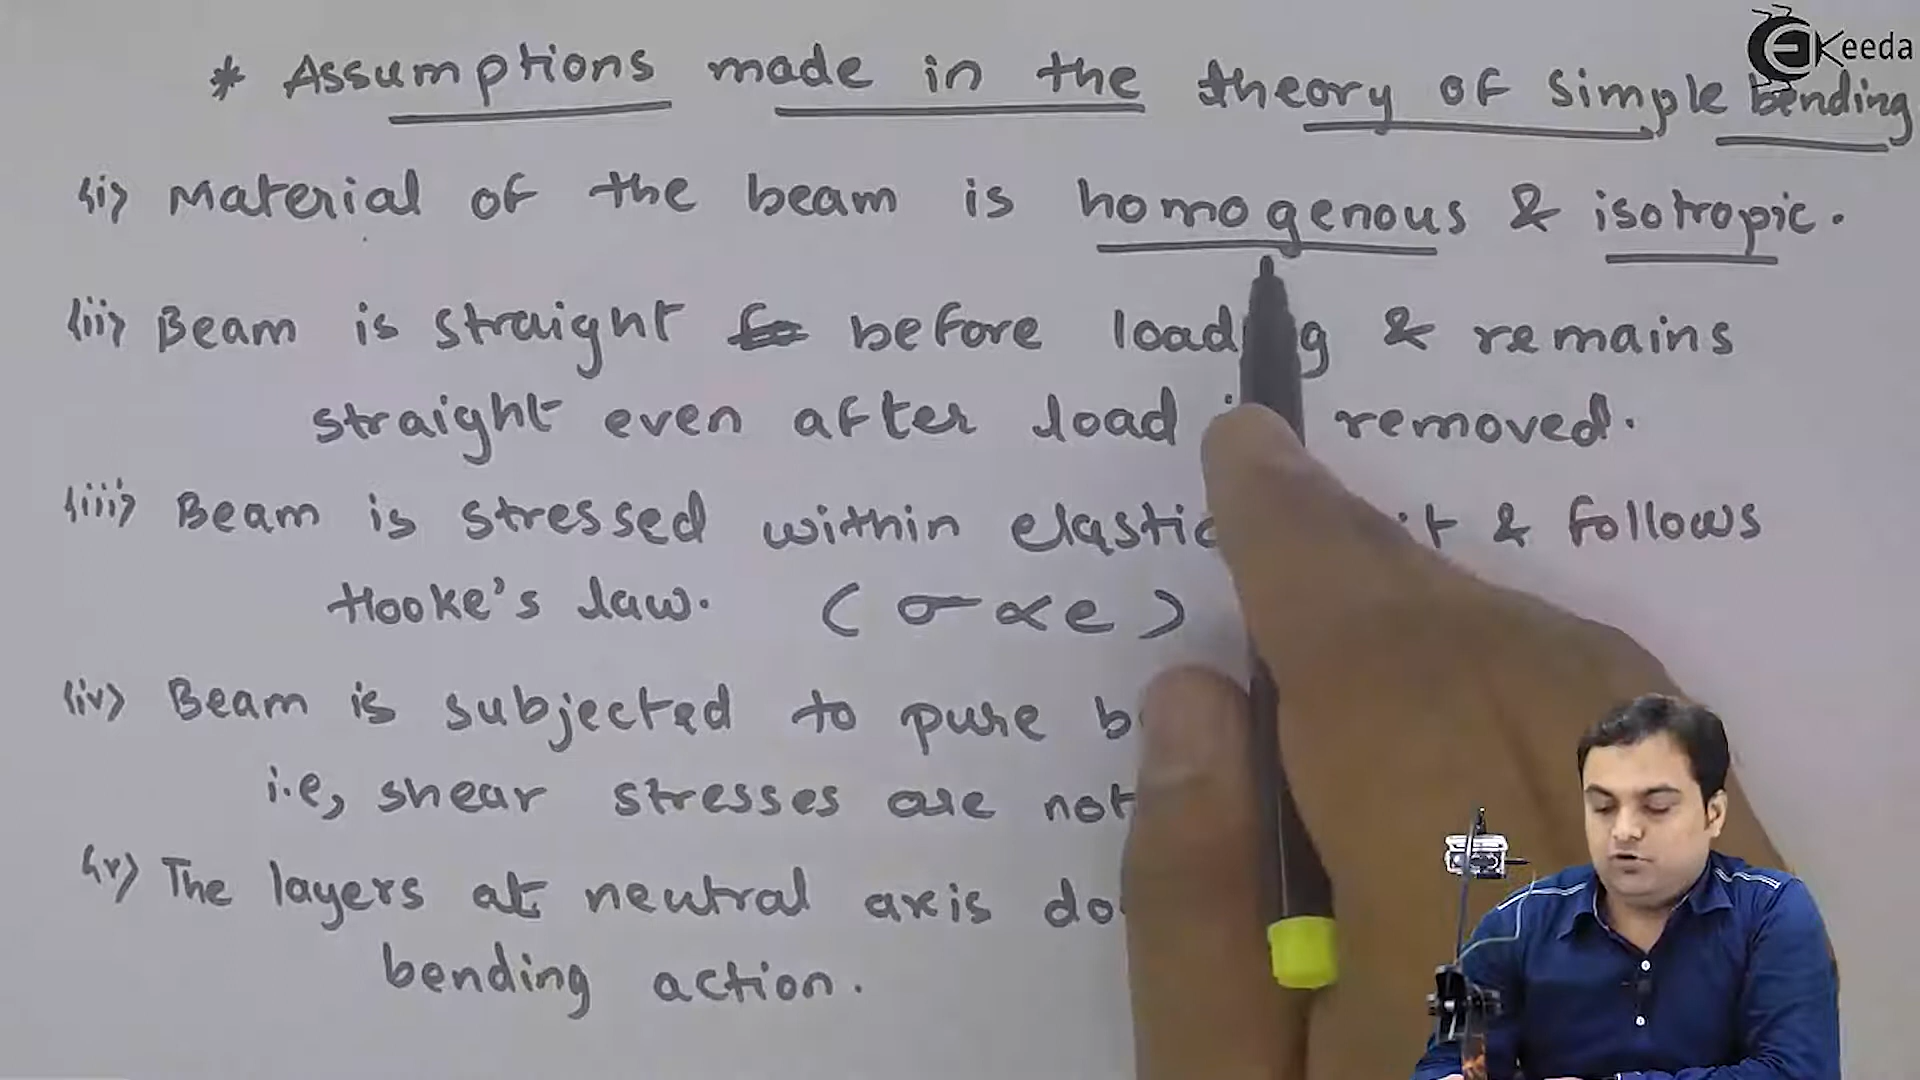 Ekeeda
* Assumptions made in the theory of simple bending
(i) Material of the beam is homogenous & isotropic.
(ii) Beam is straight before loading & remains
straight even after load removed.
(iii) Beam is stressed within elastic & follows
Hooke's law. (σ ∝ e)
(iv) Beam is subjected to pure
i.e, shear stresses are not
(v) The layers at neutral axis do
bending action.